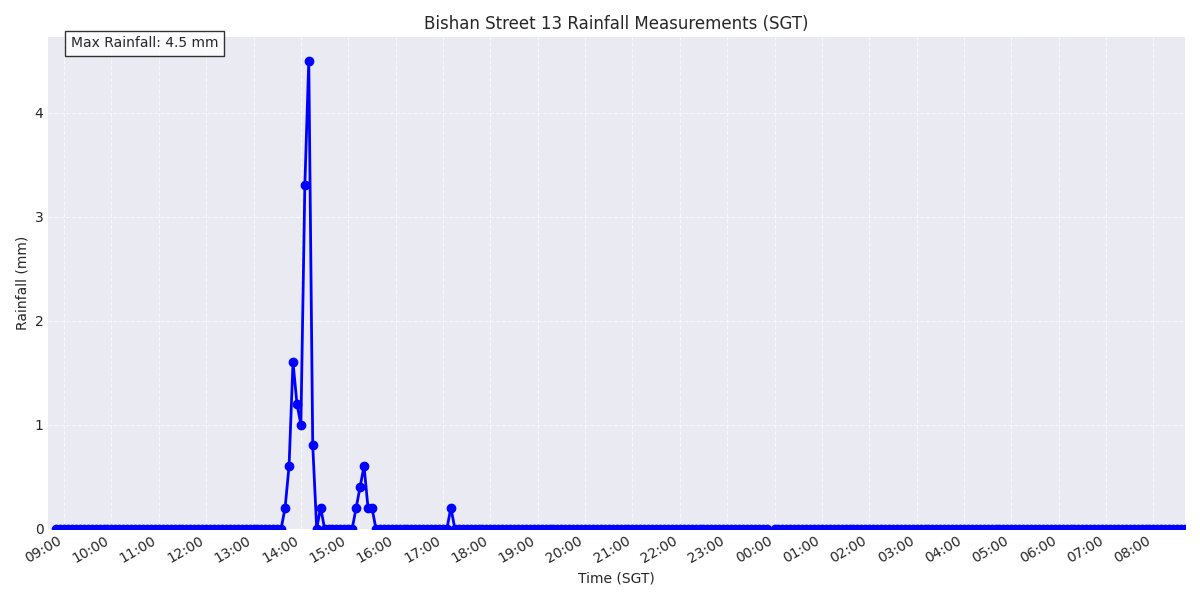 Bishan Street 13 Rainfall Measurements (SGT)
Max Rainfall: 4.5 mm
4
3
2
1
0
Rainfall (mm)
09:00 10:00 11:00 12:00 13:00 14:00 15:00 16:00 17:00 18:00 19:00 20:00 21:00 22:00 23:00 00:00 01:00 02:00 03:00 04:00 05:00 06:00 07:00 08:00
Time (SGT)